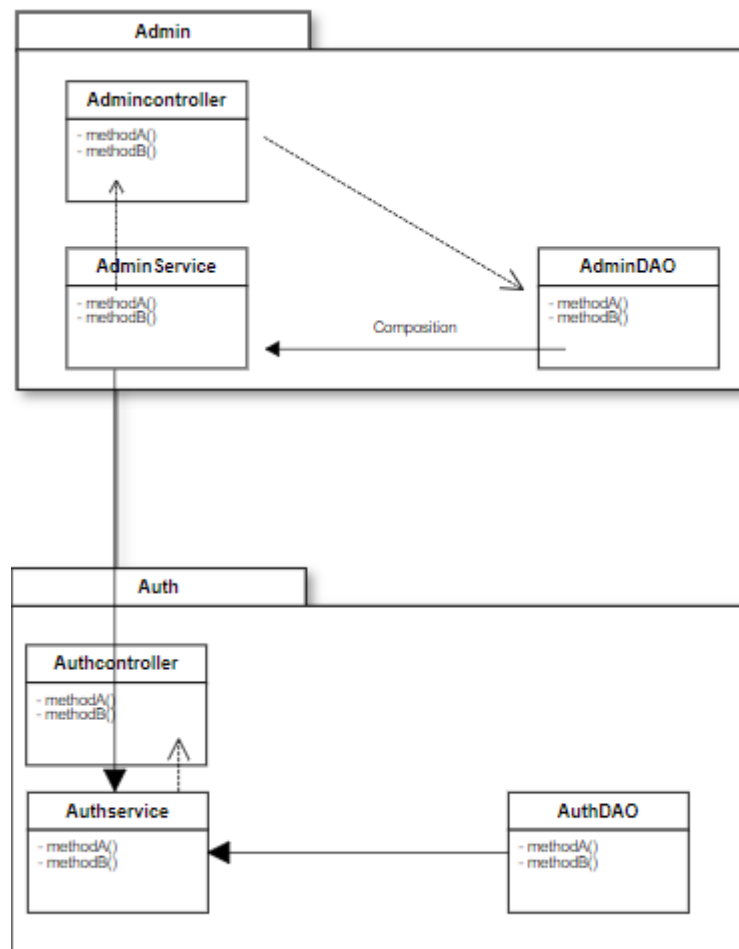 Admin
Admincontroller
- methodA()
- methodB()
AdminService
- methodA()
- methodB()
AdminDAO
- methodA()
- methodB()
Composition
Auth
Authcontroller
- methodA()
- methodB()
Authservice
- methodA()
- methodB()
AuthDAO
- methodA()
- methodB()